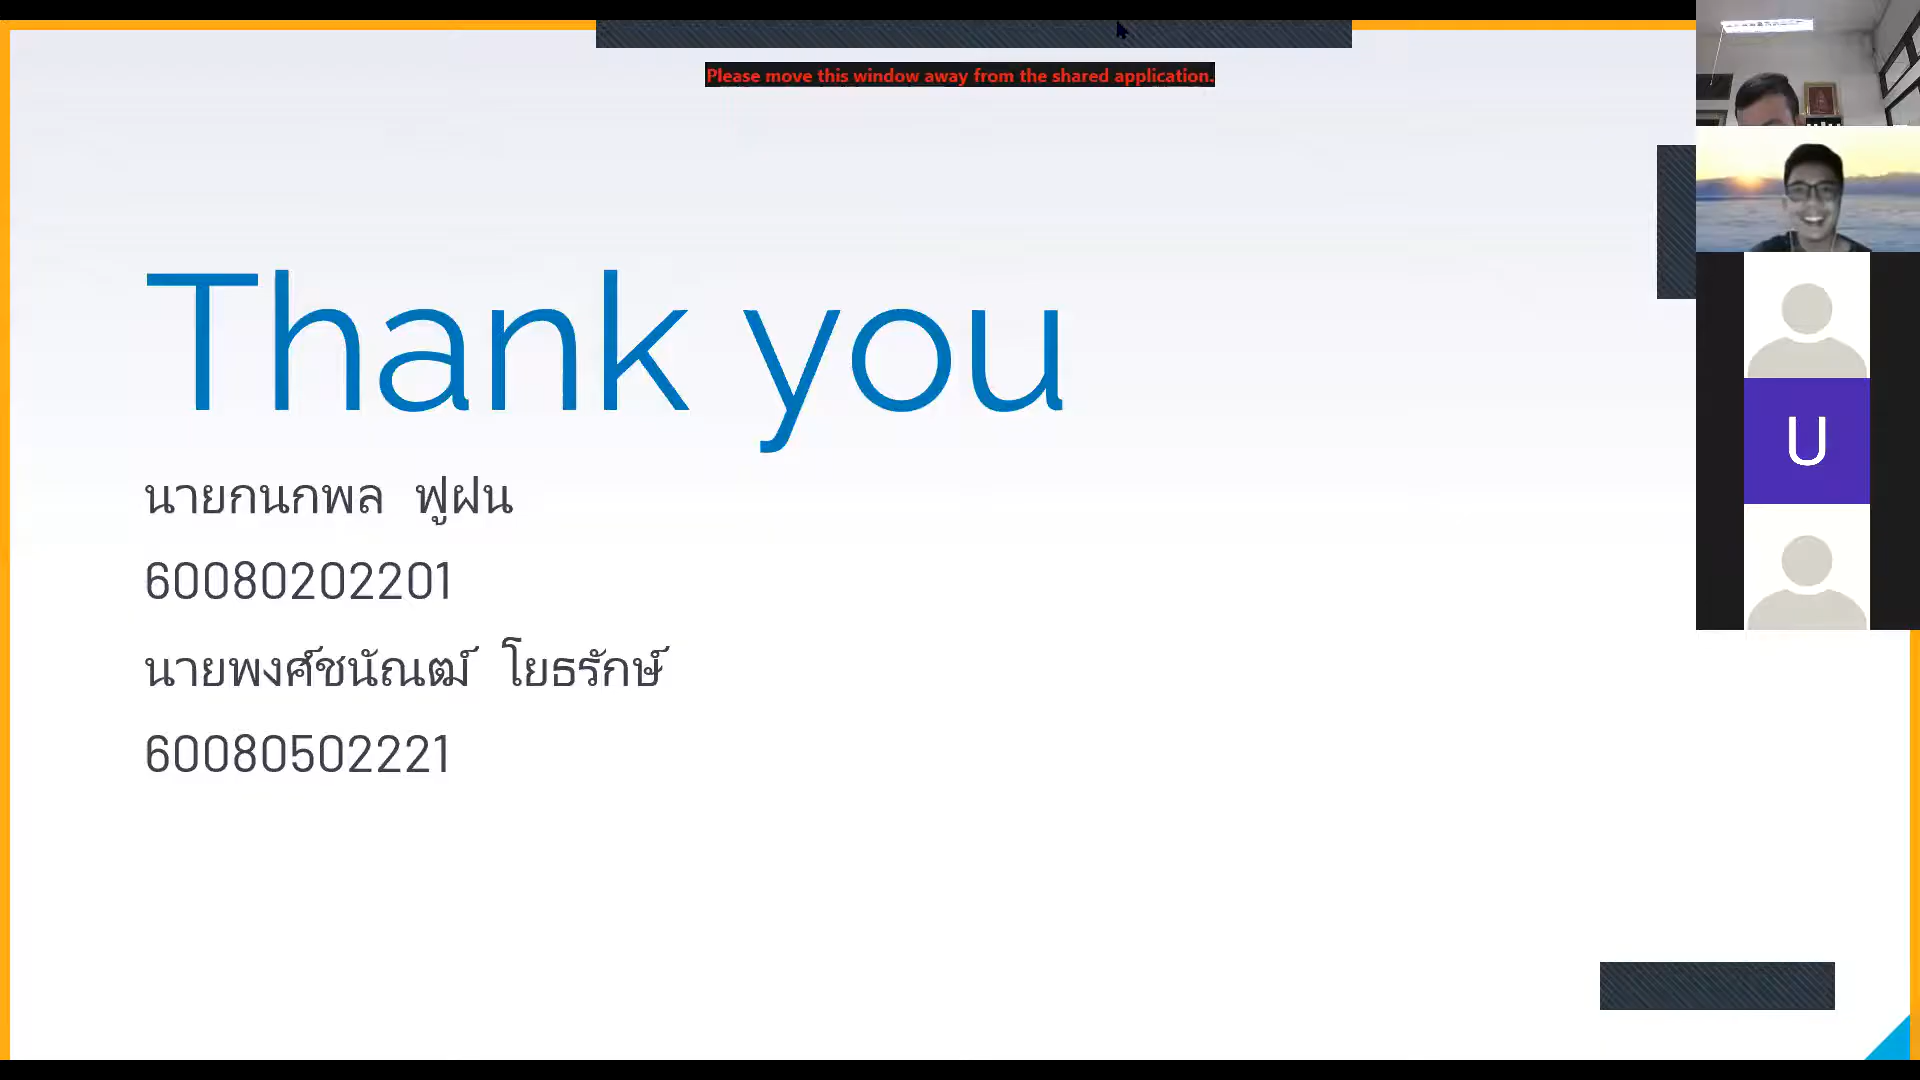 Please move this window away from the shared application.
Thank you
นายกนกพล ฟูฝน
60080202201
นายพงศ์ชนัณฒ์ โยธรักษ์
60080502221
U